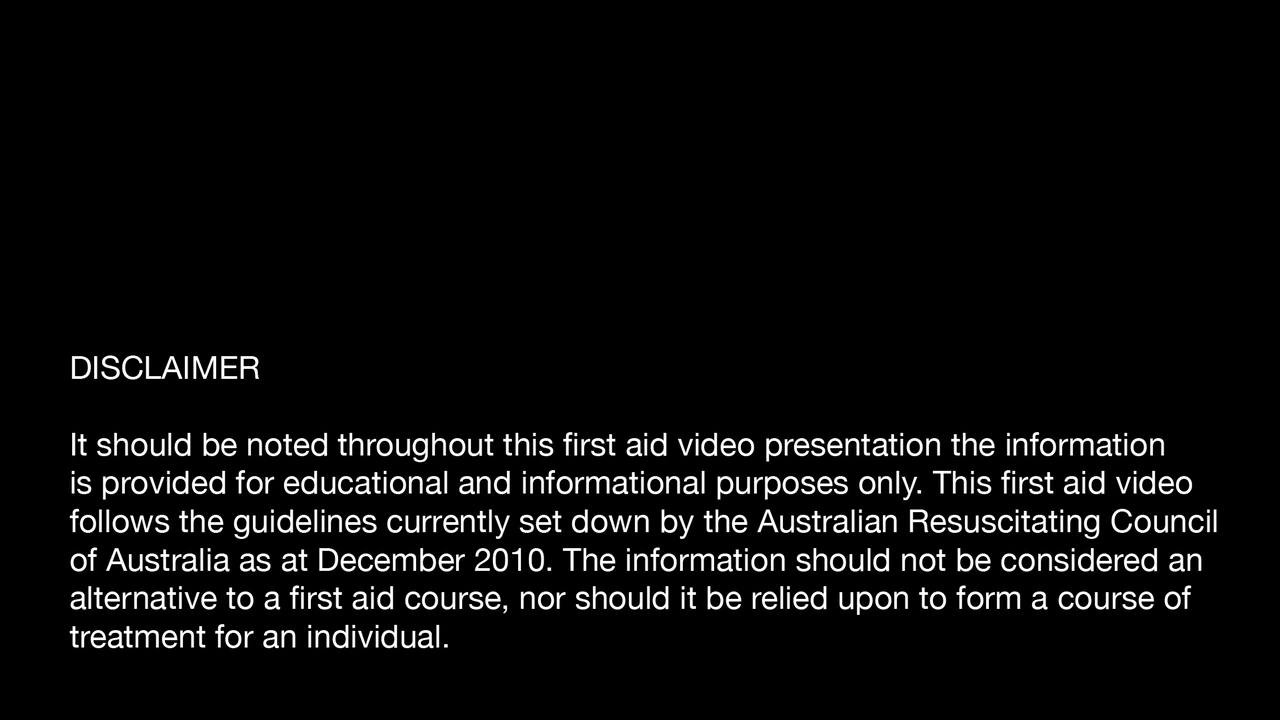 DISCLAIMER
It should be noted throughout this first aid video presentation the information
is provided for educational and informational purposes only. This first aid video
follows the guidelines currently set down by the Australian Resuscitating Council
of Australia as at December 2010. The information should not be considered an
alternative to a first aid course, nor should it be relied upon to form a course of
treatment for an individual.